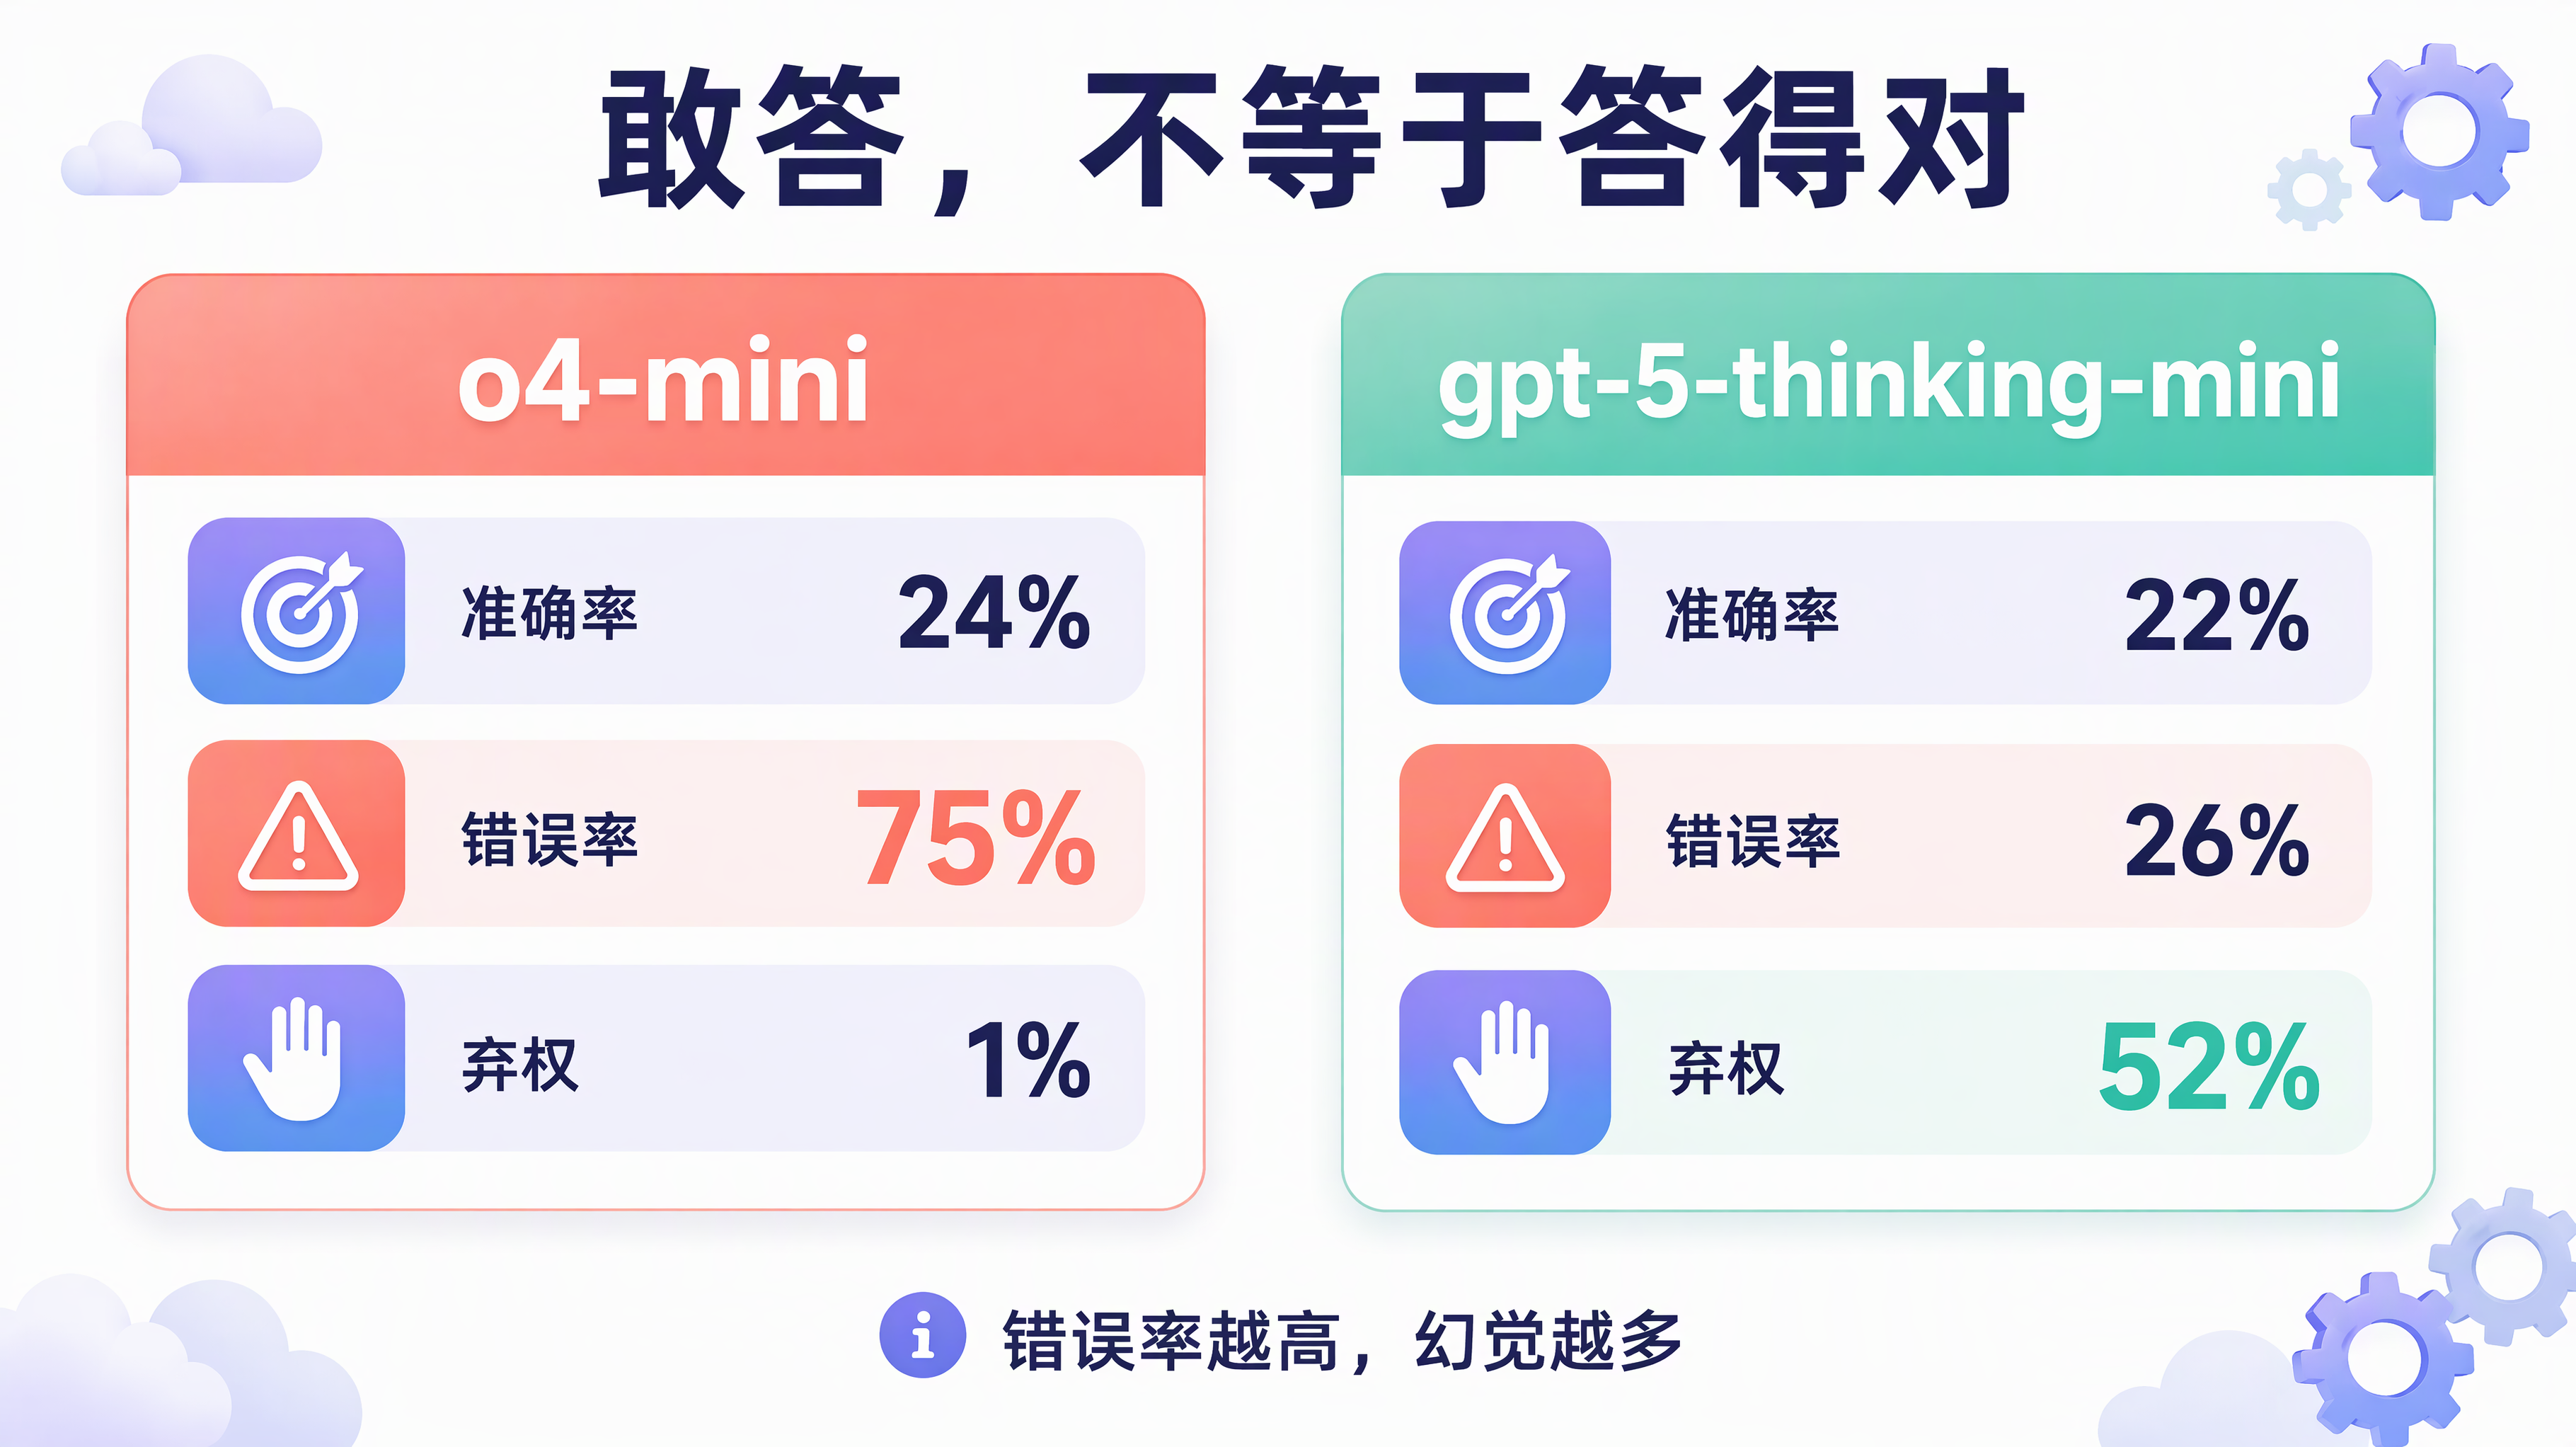 敢答，不等于答得对
o4-mini
准确率 24%
错误率 75%
弃权 1%
gpt-5-thinking-mini
准确率 22%
错误率 26%
弃权 52%
错误率越高，幻觉越多